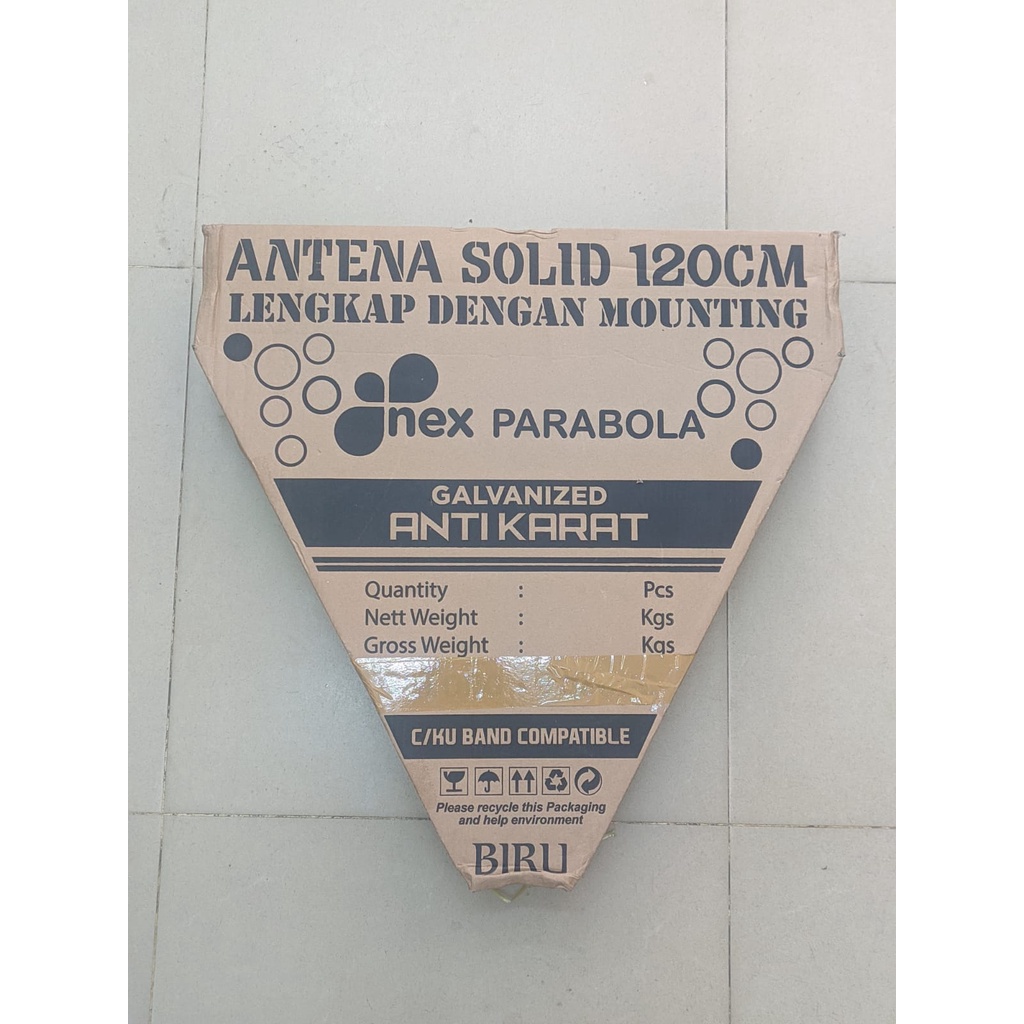 ANTENA SOLID 120CM
LENGKAP DENGAN MOUNTING
nex PARABOLA
GALVANIZED
ANTI KARAT
Quantity : Pcs
Nett Weight : Kgs
Gross Weight : Kgs
C/KU BAND COMPATIBLE
Please recycle this Packaging
and help environment
BIRU